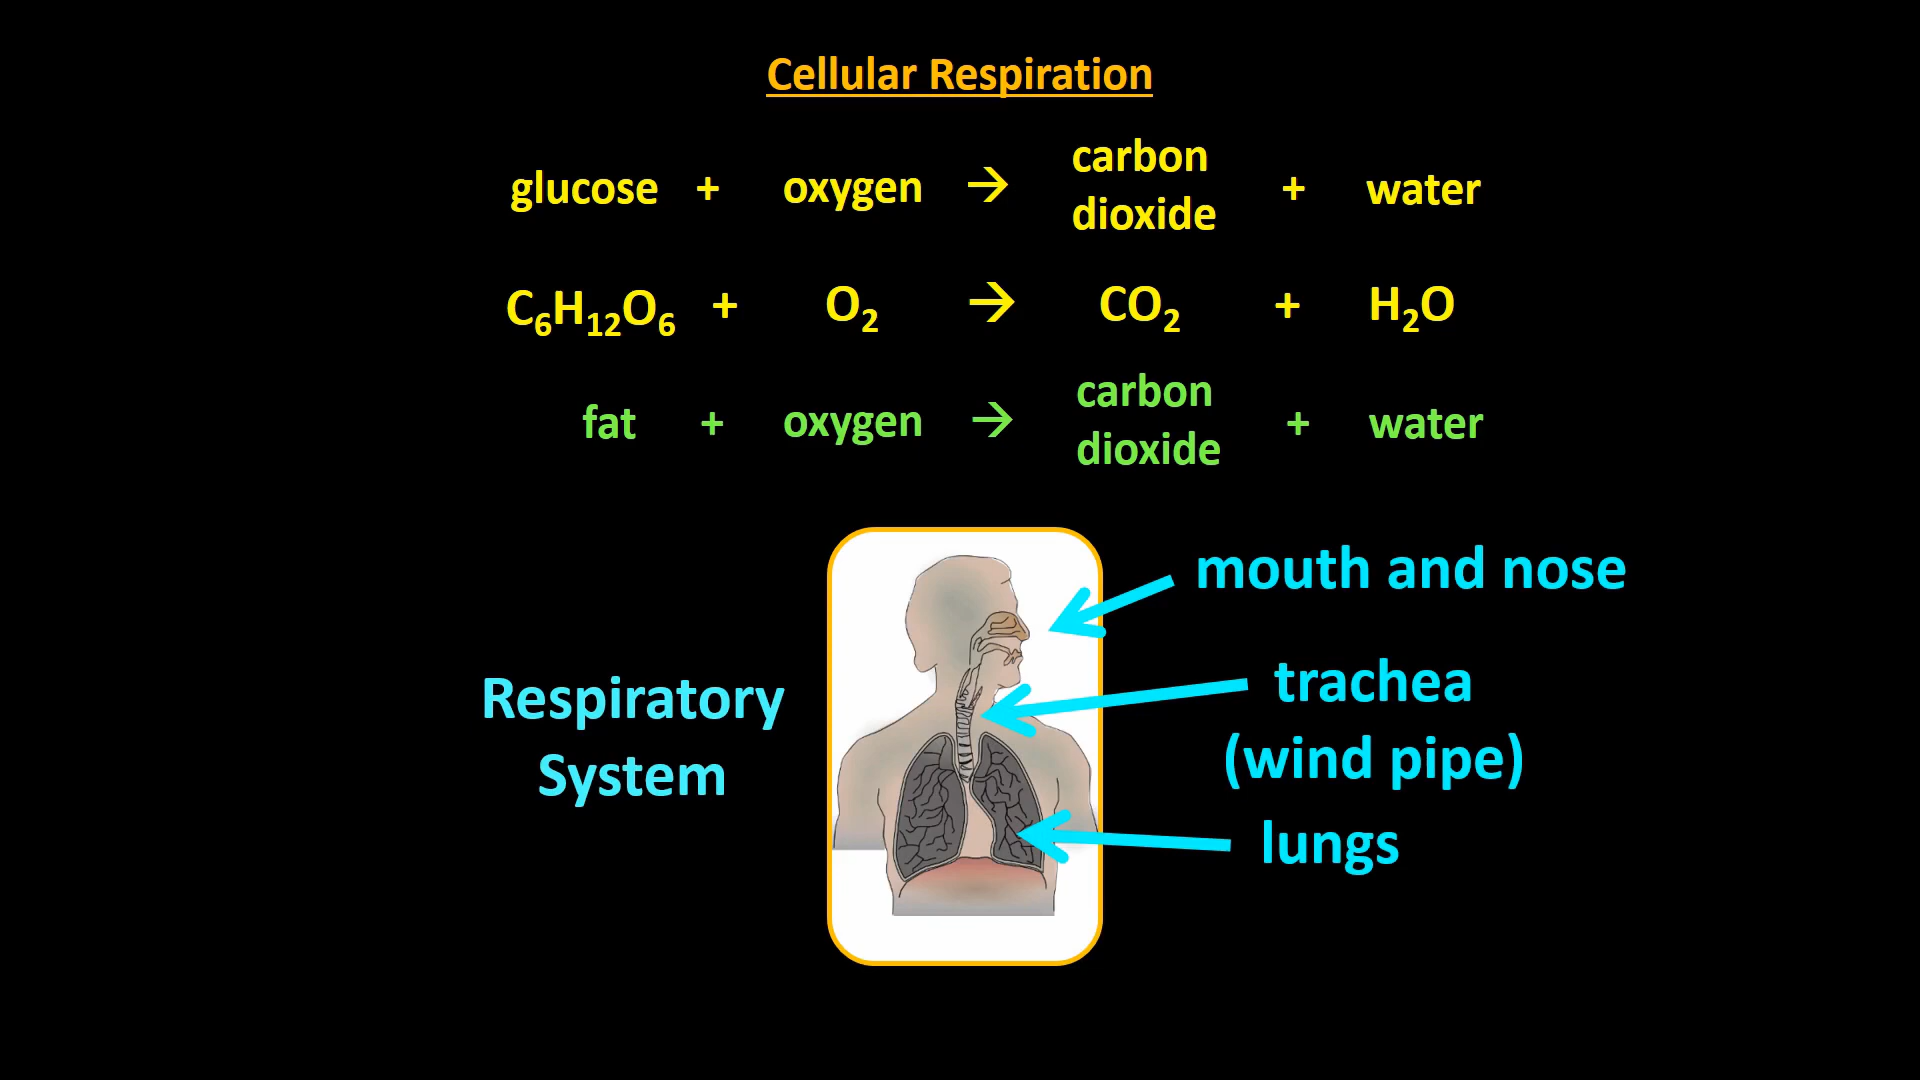 Cellular Respiration
glucose + oxygen → carbon dioxide + water
C₆H₁₂O₆ + O₂ → CO₂ + H₂O
fat + oxygen → carbon dioxide + water
Respiratory
System
mouth and nose
trachea
(wind pipe)
lungs